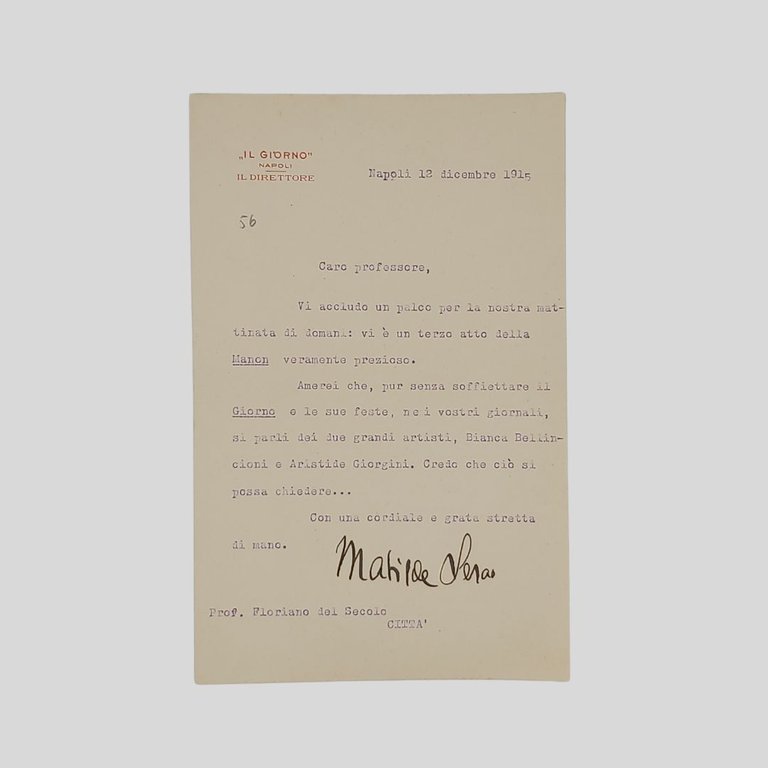 „IL GIORNO"
NAPOLI
IL DIRETTORE
Napoli 12 dicembre 1915
56
Caro professore,
Vi accludo un palco per la nostra mat-
tinata di domani: vi è un terzo atto della
Manon veramente prezioso.
Amerei che, pur senza soffiettare il
Giorno e le sue feste, ne i vostri giornali,
si parli dei due grandi artisti, Bianca Bellin-
cioni e Aristide Giorgini. Credo che ciò si
possa chiedere...
Con una cordiale e grata stretta
di mano.
Matilde Serao
Prof. Floriano del Secolo
CITTA'